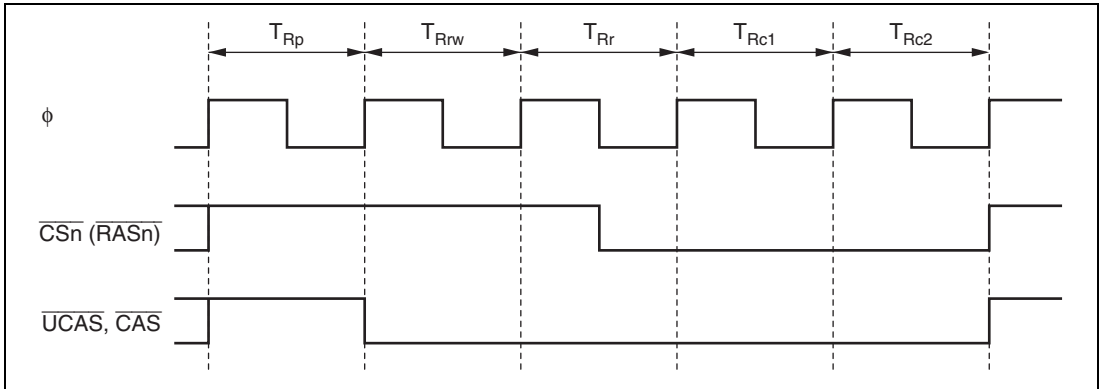 TRp TRrw TRr TRc1 TRc2
ϕ
CSn (RASn)
UCAS, CAS